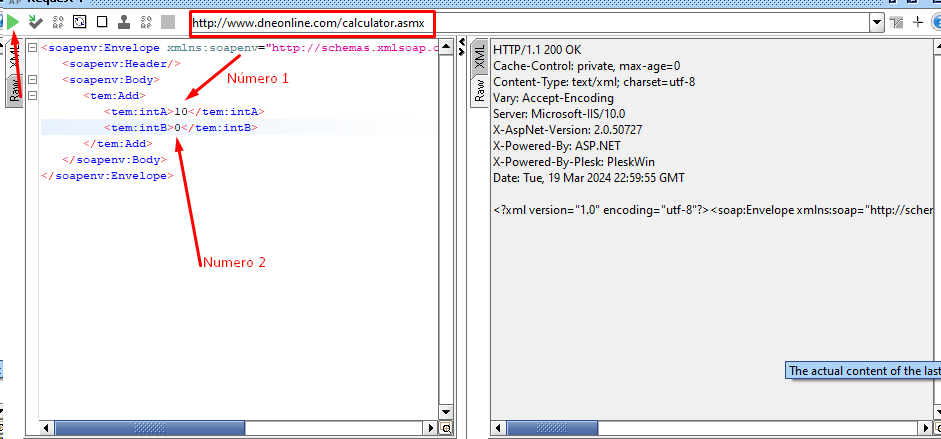 Request 1
http://www.dneonline.com/calculator.asmx
XML
Raw
<soapenv:Envelope xmlns:soapenv="http://schemas.xmlsoap.o
<soapenv:Header/>
<soapenv:Body>
<tem:Add>
<tem:intA>10</tem:intA>
<tem:intB>0</tem:intB>
</tem:Add>
</soapenv:Body>
</soapenv:Envelope>
Número 1
Numero 2
XML
Raw
HTTP/1.1 200 OK
Cache-Control: private, max-age=0
Content-Type: text/xml; charset=utf-8
Vary: Accept-Encoding
Server: Microsoft-IIS/10.0
X-AspNet-Version: 2.0.50727
X-Powered-By: ASP.NET
X-Powered-By-Plesk: PleskWin
Date: Tue, 19 Mar 2024 22:59:55 GMT
<?xml version="1.0" encoding="utf-8"?><soap:Envelope xmlns:soap="http://scher
The actual content of the last